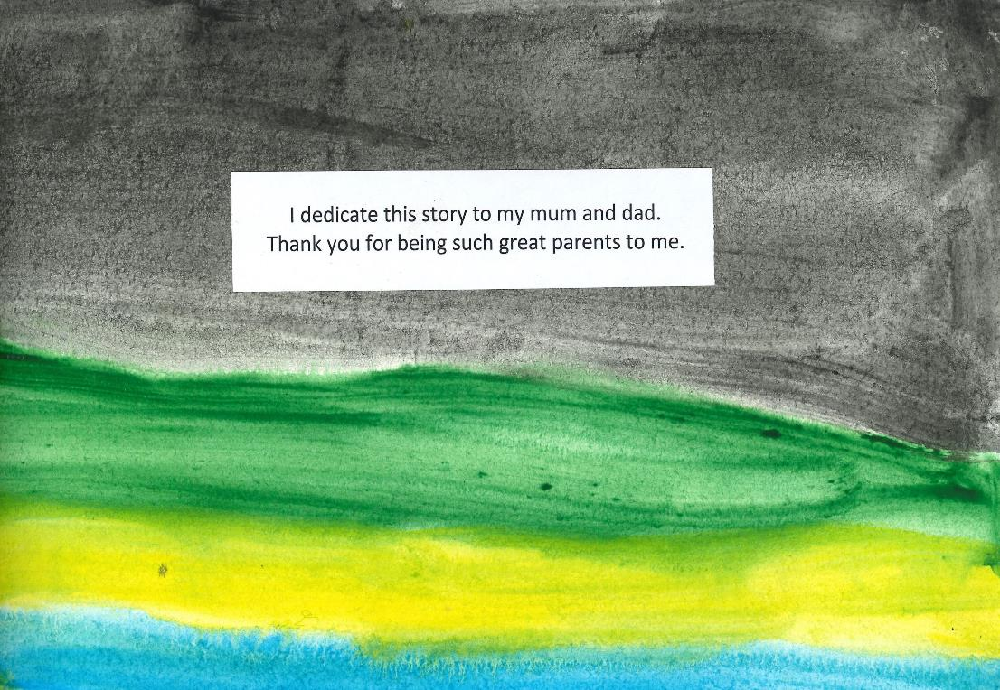 I dedicate this story to my mum and dad.
Thank you for being such great parents to me.